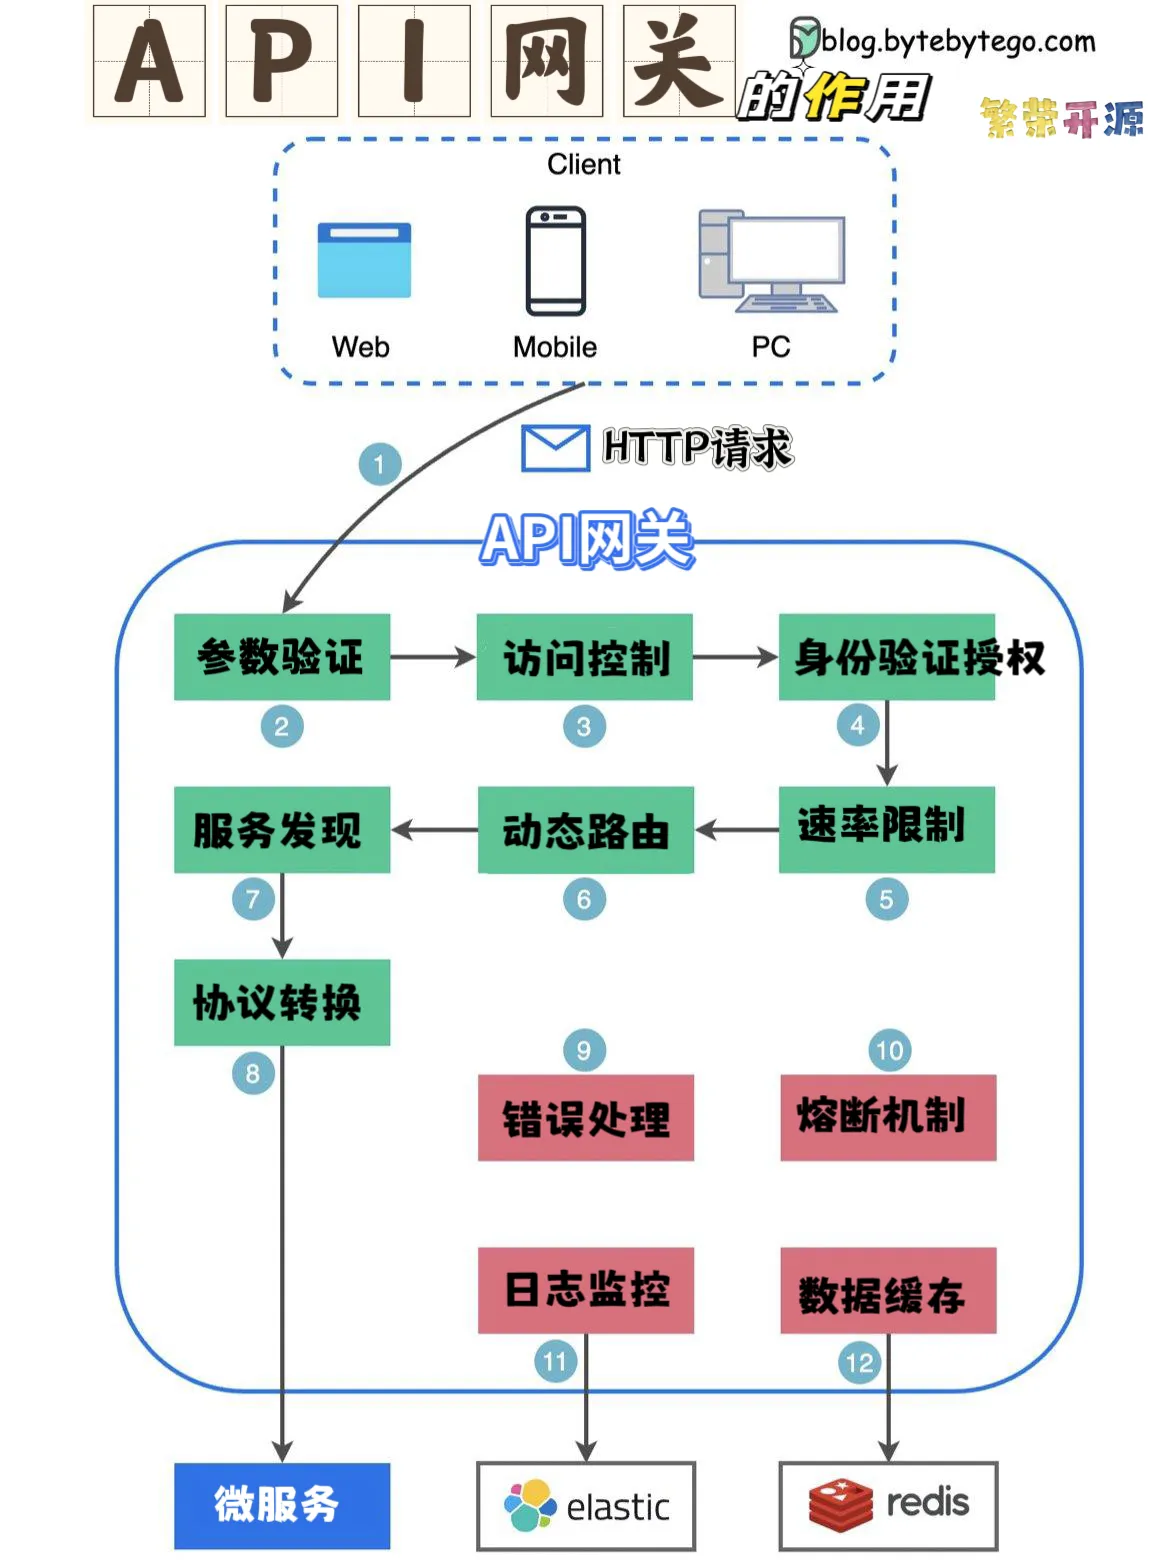 API网关
的作用
blog.bytebytego.com
繁荣开源
Client
Web
Mobile
PC
1
HTTP请求
API网关
参数验证
访问控制
身份验证授权
2
3
4
服务发现
动态路由
速率限制
7
6
5
协议转换
8
9
10
错误处理
熔断机制
日志监控
数据缓存
11
12
微服务
elastic
redis